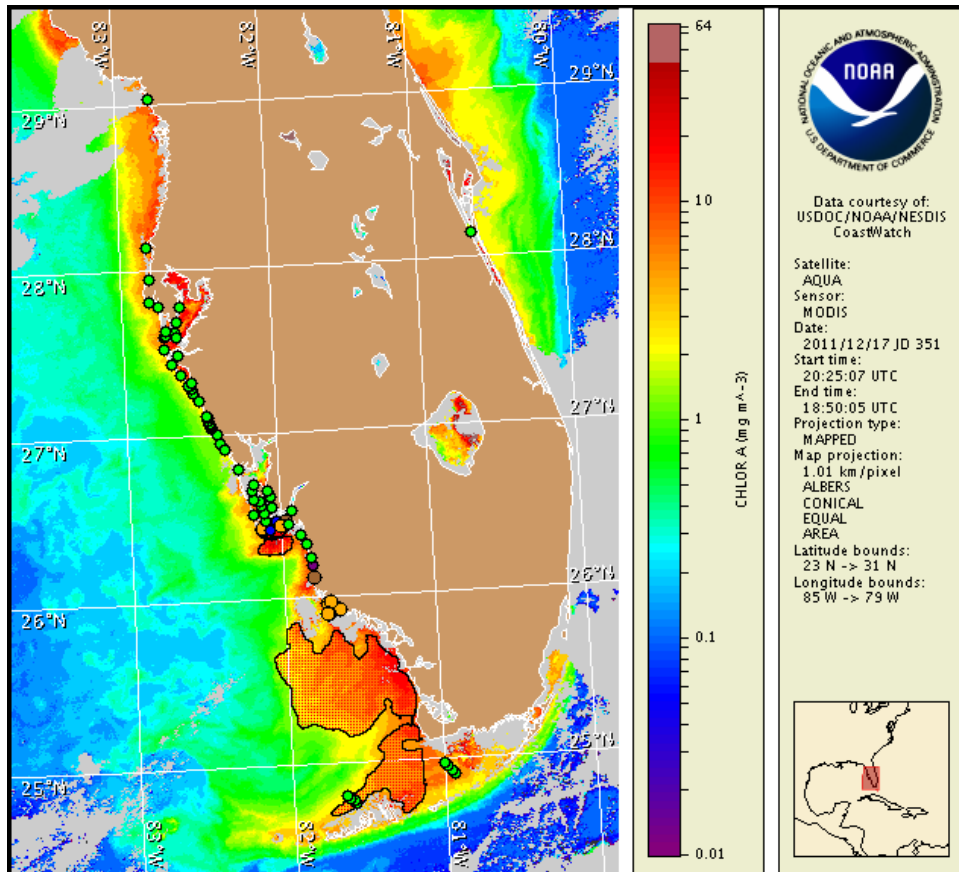 83°W
82°W
81°W
80°W
29°N
29°N
28°N
28°N
27°N
27°N
26°N
26°N
25°N
25°N
83°W
82°W
81°W
64
10
1
0.1
0.01
CHLOR A (mg m^-3)
NATIONAL OCEANIC AND ATMOSPHERIC ADMINISTRATION
NOAA
U.S. DEPARTMENT OF COMMERCE
Data courtesy of:
USDOC/NOAA/NESDIS
CoastWatch
Satellite:
AQUA
Sensor:
MODIS
Date:
2011/12/17 JD 351
Start time:
20:25:07 UTC
End time:
18:50:05 UTC
Projection type:
MAPPED
Map projection:
1.01 km/pixel
ALBERS
CONICAL
EQUAL
AREA
Latitude bounds:
23 N -> 31 N
Longitude bounds:
85 W -> 79 W